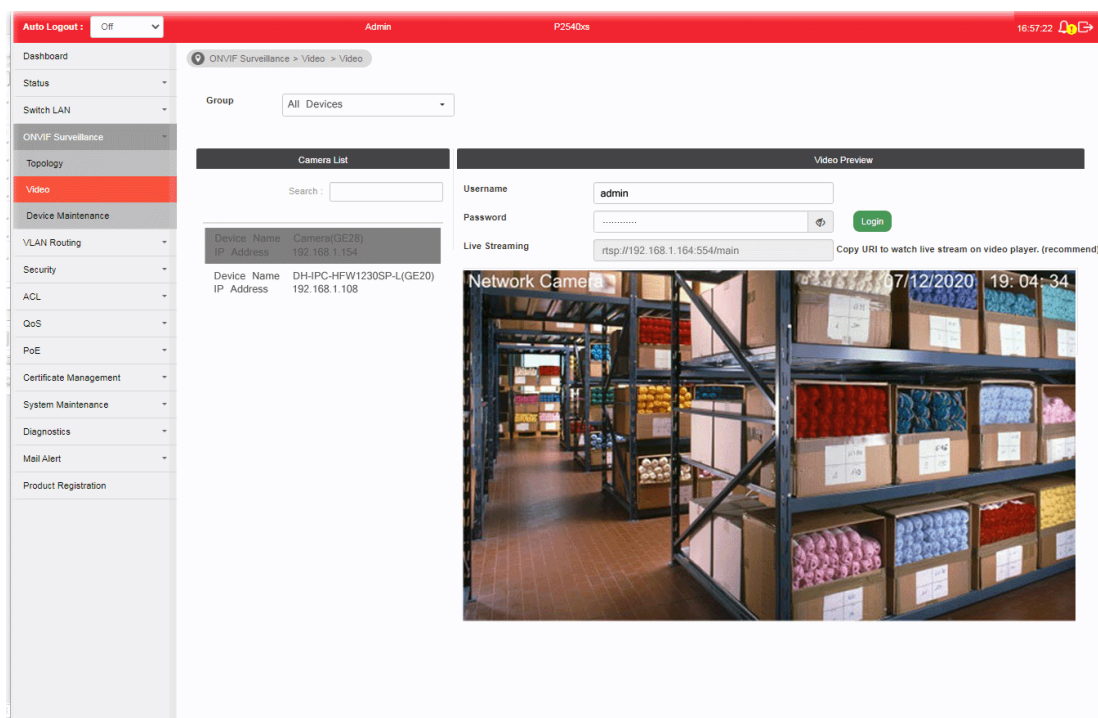 Auto Logout : Off Admin P2540xs 16:57:22
Dashboard
Status
Switch LAN
ONVIF Surveillance
Topology
Video
Device Maintenance
VLAN Routing
Security
ACL
QoS
PoE
Certificate Management
System Maintenance
Diagnostics
Mail Alert
Product Registration
ONVIF Surveillance > Video > Video
Group All Devices
Camera List
Search :
Device Name Camera(GE28)
IP Address 192.168.1.154
Device Name DH-IPC-HFW1230SP-L(GE20)
IP Address 192.168.1.108
Video Preview
Username admin
Password ............ Login
Live Streaming rtsp://192.168.1.164:554/main Copy URI to watch live stream on video player. (recommend)
Network Camera 07/12/2020 19: 04: 34